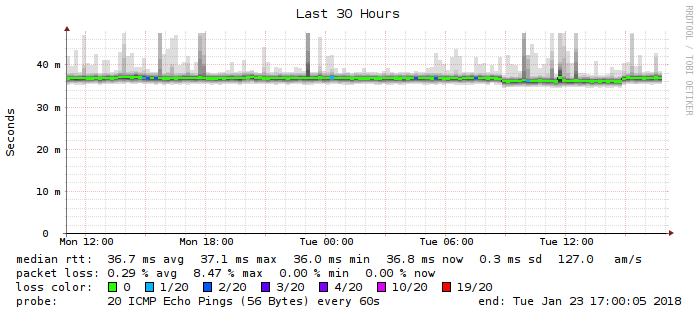 Last 30 Hours
RRDTOOL / TOBI OETIKER
Seconds
40 m
30 m
20 m
10 m
0
Mon 12:00 Mon 18:00 Tue 00:00 Tue 06:00 Tue 12:00
median rtt: 36.7 ms avg 37.1 ms max 36.0 ms min 36.8 ms now 0.3 ms sd 127.0 am/s
packet loss: 0.29 % avg 8.47 % max 0.00 % min 0.00 % now
loss color: 0 1/20 2/20 3/20 4/20 10/20 19/20
probe: 20 ICMP Echo Pings (56 Bytes) every 60s end: Tue Jan 23 17:00:05 2018